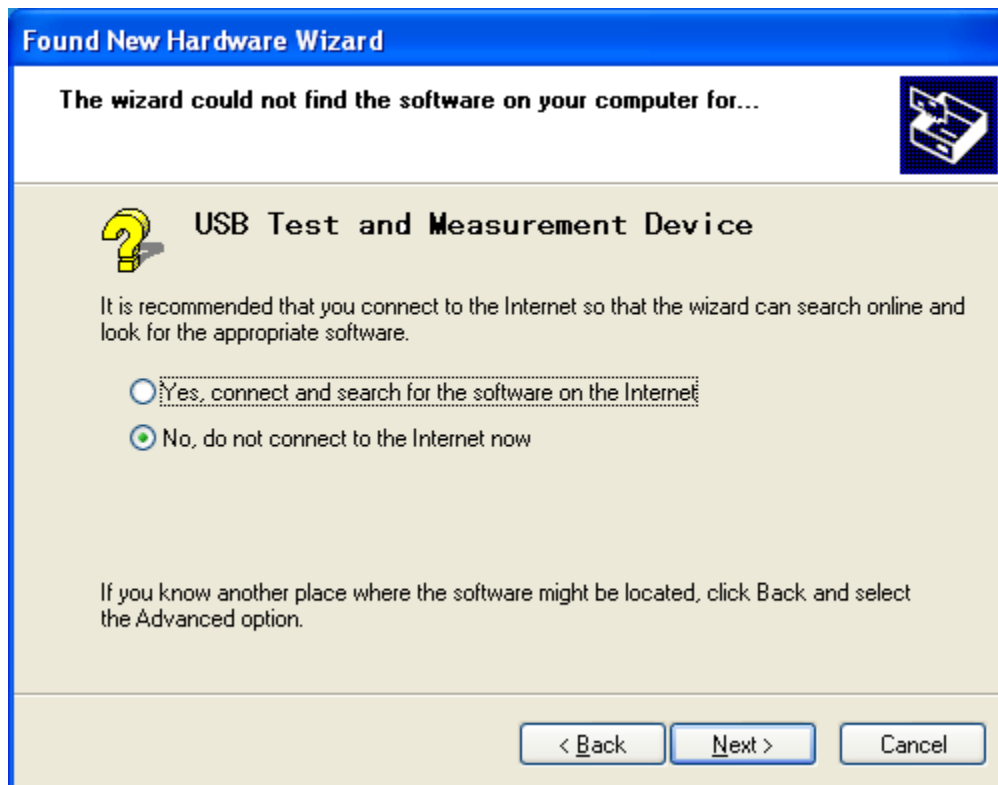 Found New Hardware Wizard
The wizard could not find the software on your computer for...
USB Test and Measurement Device
It is recommended that you connect to the Internet so that the wizard can search online and
look for the appropriate software.
Yes, connect and search for the software on the Internet
No, do not connect to the Internet now
If you know another place where the software might be located, click Back and select
the Advanced option.
< Back
Next >
Cancel